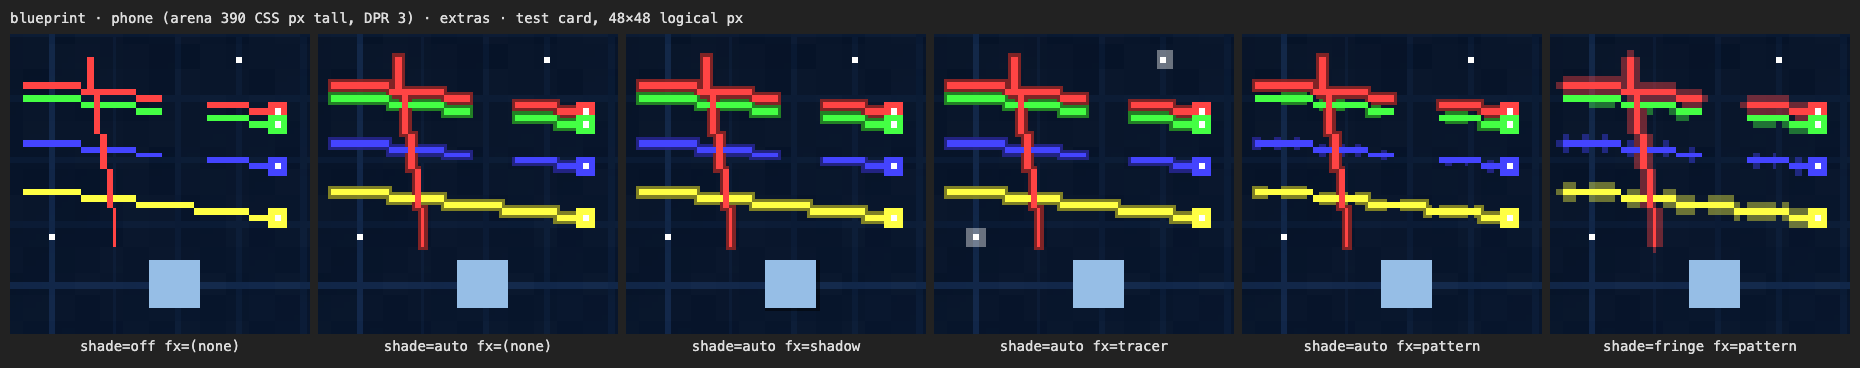 blueprint · phone (arena 390 CSS px tall, DPR 3) · extras · test card, 48×48 logical px
shade=off fx=(none)
shade=auto fx=(none)
shade=auto fx=shadow
shade=auto fx=tracer
shade=auto fx=pattern
shade=fringe fx=pattern